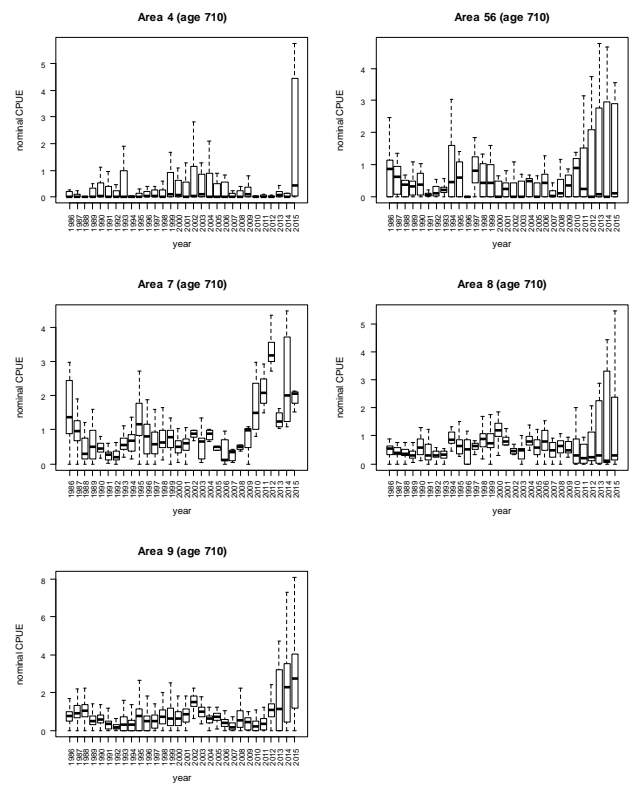 Area 4 (age 710)
nominal CPUE
0 1 2 3 4 5
1986 1987 1988 1989 1990 1991 1992 1993 1994 1995 1996 1997 1998 1999 2000 2001 2002 2003 2004 2005 2006 2007 2008 2009 2010 2011 2012 2013 2014 2015
year
Area 56 (age 710)
nominal CPUE
0 1 2 3 4
1986 1987 1988 1989 1990 1991 1992 1993 1994 1995 1996 1997 1998 1999 2000 2001 2002 2003 2004 2005 2006 2007 2008 2009 2010 2011 2012 2013 2014 2015
year
Area 7 (age 710)
nominal CPUE
0 1 2 3 4
1986 1987 1988 1989 1990 1991 1992 1993 1994 1995 1996 1997 1998 1999 2000 2001 2002 2003 2004 2005 2006 2007 2008 2009 2010 2011 2012 2013 2014 2015
year
Area 8 (age 710)
nominal CPUE
0 1 2 3 4 5
1986 1987 1988 1989 1990 1991 1992 1993 1994 1995 1996 1997 1998 1999 2000 2001 2002 2003 2004 2005 2006 2007 2008 2009 2010 2011 2012 2013 2014 2015
year
Area 9 (age 710)
nominal CPUE
0 2 4 6 8
1986 1987 1988 1989 1990 1991 1992 1993 1994 1995 1996 1997 1998 1999 2000 2001 2002 2003 2004 2005 2006 2007 2008 2009 2010 2011 2012 2013 2014 2015
year